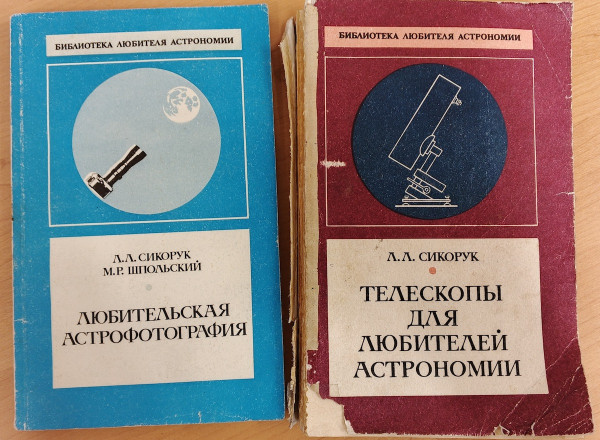 БИБЛИОТЕКА ЛЮБИТЕЛЯ АСТРОНОМИИ
Л.Л. СИКОРУК
М.Р. ШПОЛЬСКИЙ
ЛЮБИТЕЛЬСКАЯ
АСТРОФОТОГРАФИЯ
БИБЛИОТЕКА ЛЮБИТЕЛЯ АСТРОНОМИИ
Л.Л. СИКОРУК
ТЕЛЕСКОПЫ
ДЛЯ
ЛЮБИТЕЛЕЙ
АСТРОНОМИИ